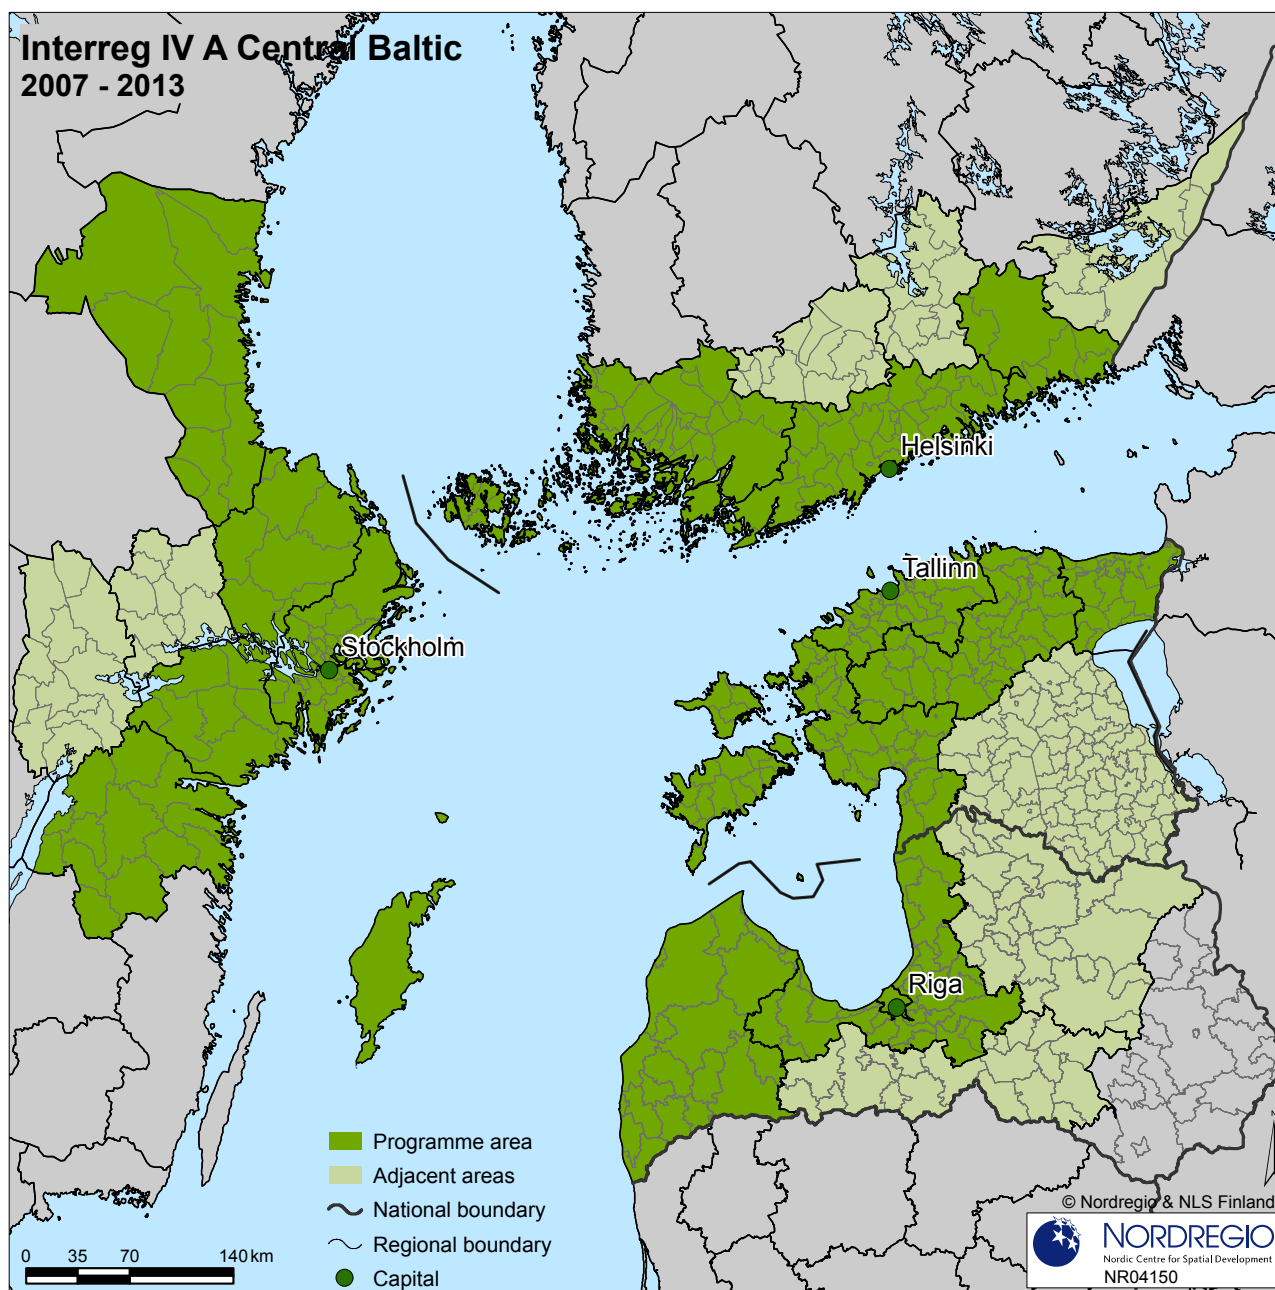 Interreg IV A Central Baltic
2007 - 2013
Helsinki
Tallinn
Stockholm
Riga
Programme area
Adjacent areas
National boundary
Regional boundary
Capital
0 35 70 140 km
© Nordregio & NLS Finland
NORDREGIO
Nordic Centre for Spatial Development
NR04150